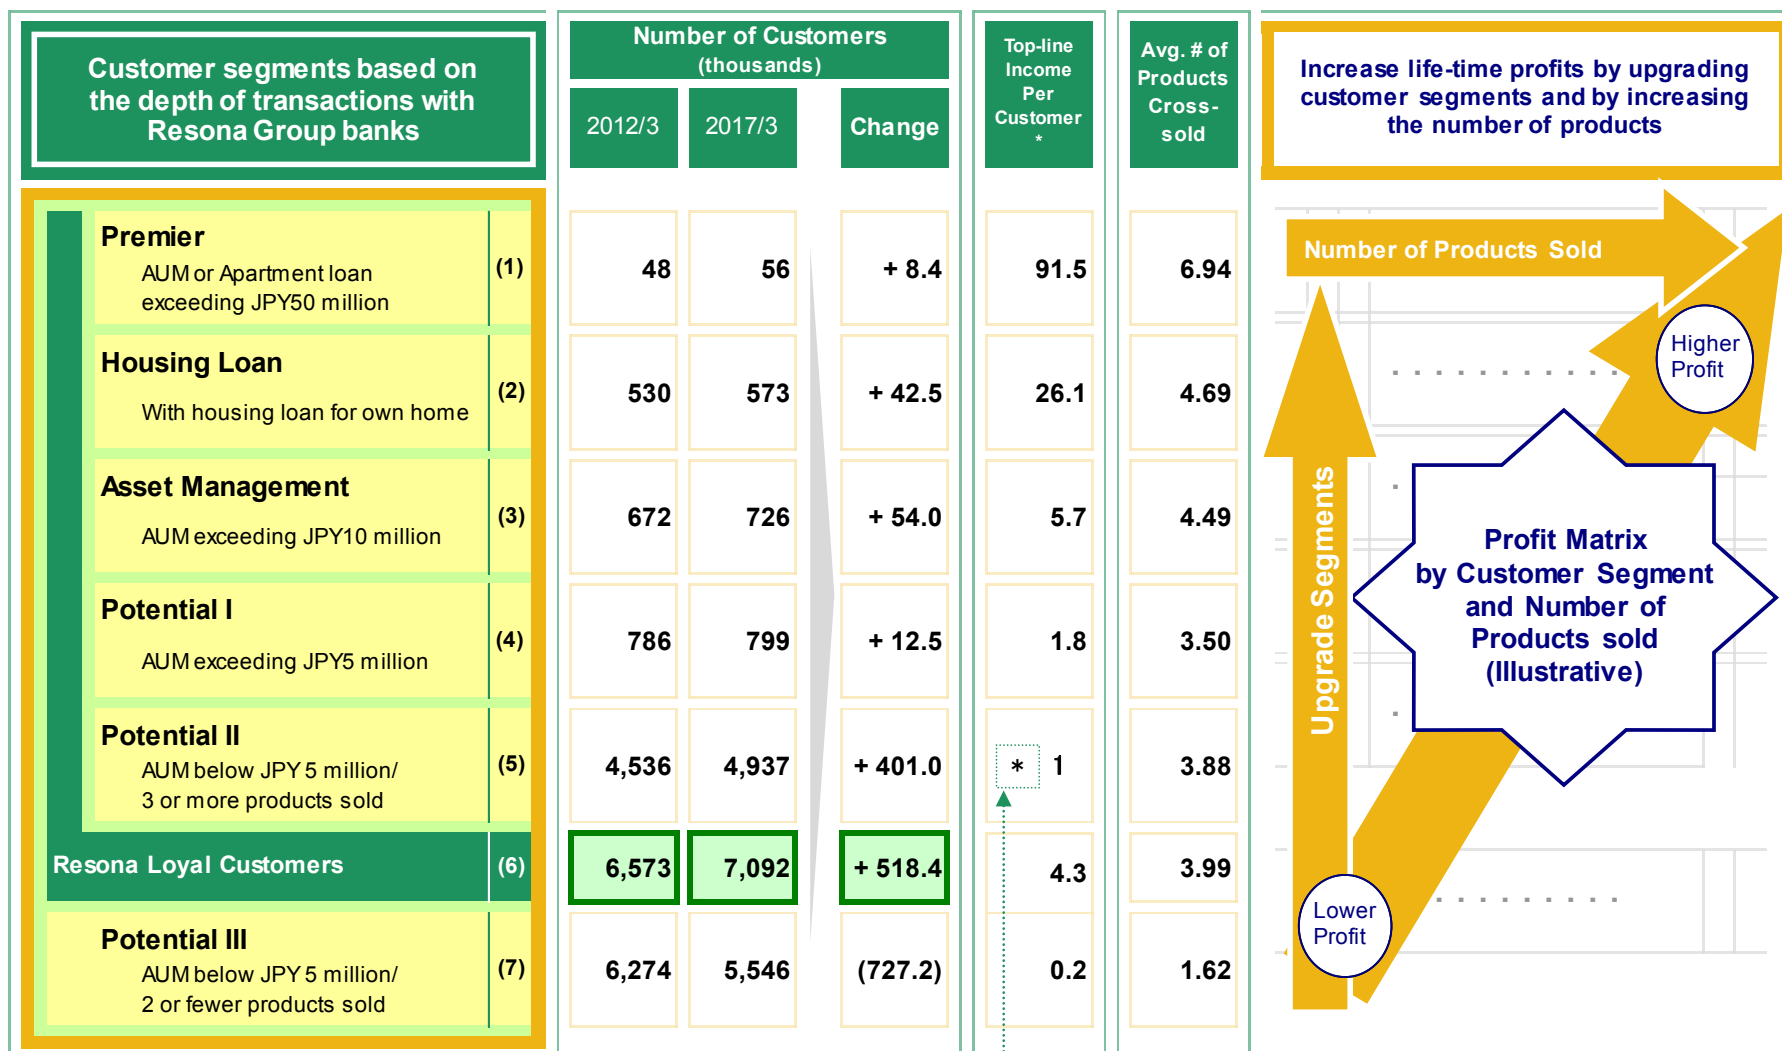 Customer segments based on
the depth of transactions with
Resona Group banks
Number of Customers
(thousands)
2012/3 2017/3 Change
Top-line
Income
Per
Customer
*
Avg. # of
Products
Cross-
sold
Increase life-time profits by upgrading
customer segments and by increasing
the number of products
Premier
AUM or Apartment loan
exceeding JPY50 million
(1) 48 56 + 8.4 91.5 6.94
Housing Loan
With housing loan for own home
(2) 530 573 + 42.5 26.1 4.69
Asset Management
AUM exceeding JPY10 million
(3) 672 726 + 54.0 5.7 4.49
Potential I
AUM exceeding JPY5 million
(4) 786 799 + 12.5 1.8 3.50
Potential II
AUM below JPY 5 million/
3 or more products sold
(5) 4,536 4,937 + 401.0 * 1 3.88
Resona Loyal Customers (6) 6,573 7,092 + 518.4 4.3 3.99
Potential III
AUM below JPY 5 million/
2 or fewer products sold
(7) 6,274 5,546 (727.2) 0.2 1.62
Number of Products Sold
Upgrade Segments
Higher
Profit
Profit Matrix
by Customer Segment
and Number of
Products sold
(Illustrative)
Lower
Profit